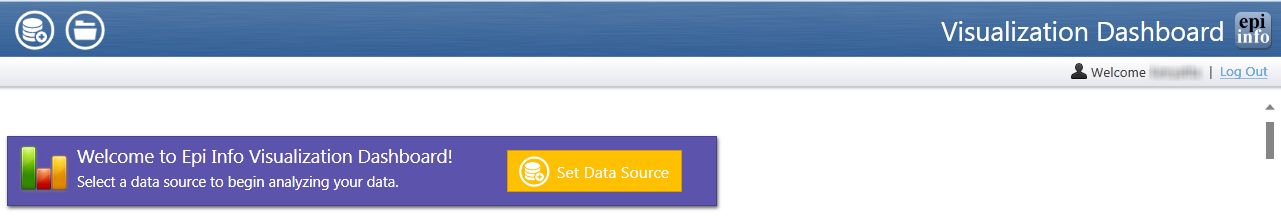 Visualization Dashboard
epi
info
Welcome | Log Out
Welcome to Epi Info Visualization Dashboard!
Select a data source to begin analyzing your data.
Set Data Source